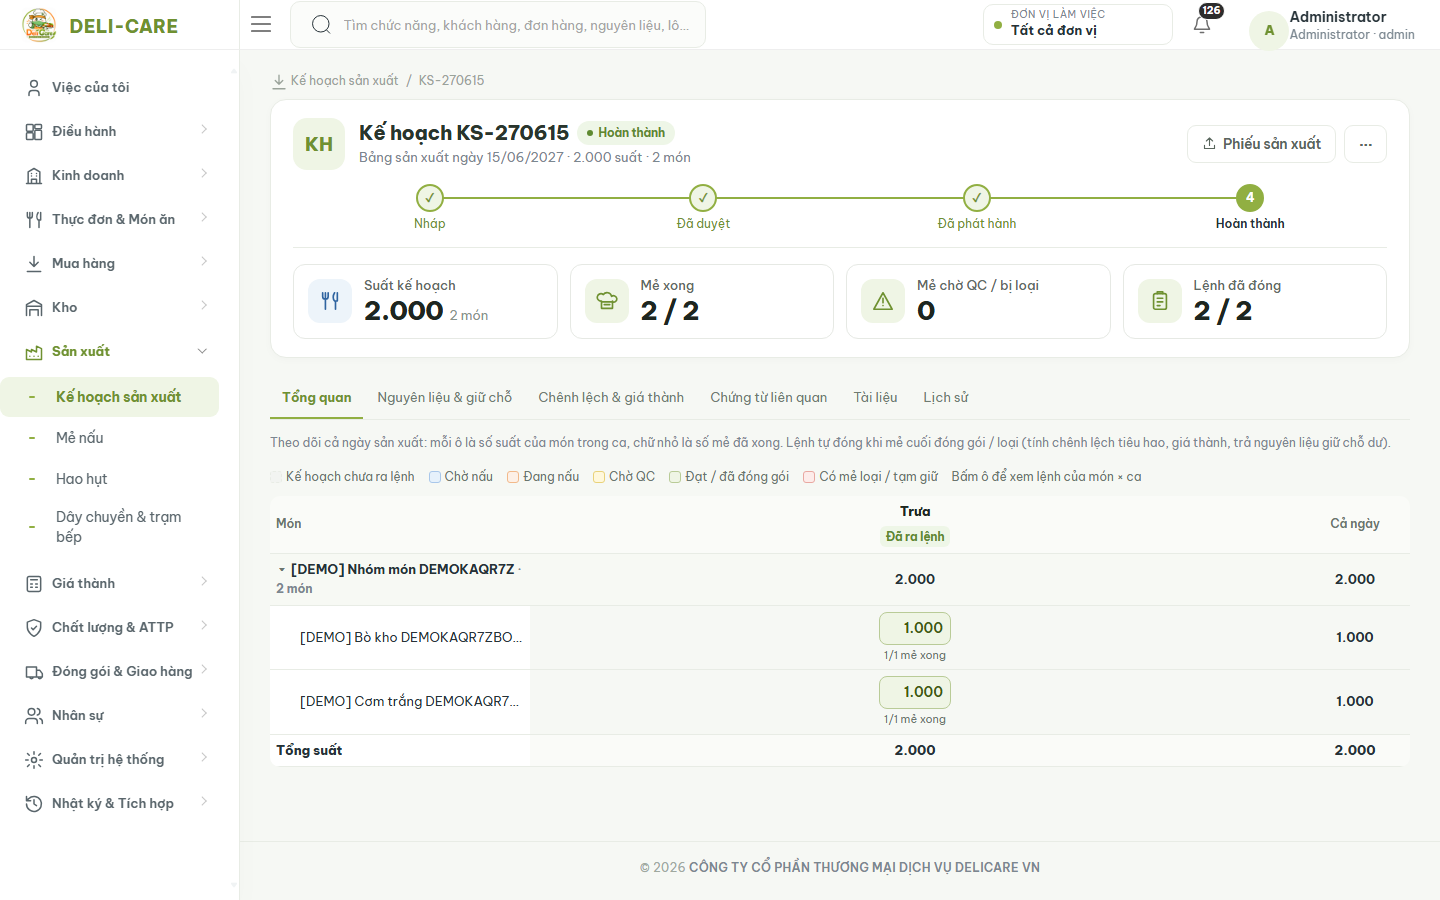 DELI-CARE
Tìm chức năng, khách hàng, đơn hàng, nguyên liệu, lô...
ĐƠN VỊ LÀM VIỆC
Tất cả đơn vị
126
A
Administrator
Administrator · admin
Việc của tôi
Điều hành
Kinh doanh
Thực đơn & Món ăn
Mua hàng
Kho
Sản xuất
Kế hoạch sản xuất
Mẻ nấu
Hao hụt
Dây chuyền & trạm
bếp
Giá thành
Chất lượng & ATTP
Đóng gói & Giao hàng
Nhân sự
Quản trị hệ thống
Nhật ký & Tích hợp
Kế hoạch sản xuất / KS-270615
KH
Kế hoạch KS-270615
Hoàn thành
Bảng sản xuất ngày 15/06/2027 · 2.000 suất · 2 món
Phiếu sản xuất
...
Nháp
Đã duyệt
Đã phát hành
4
Hoàn thành
Suất kế hoạch
2.000 2 món
Mẻ xong
2 / 2
Mẻ chờ QC / bị loại
0
Lệnh đã đóng
2 / 2
Tổng quan
Nguyên liệu & giữ chỗ
Chênh lệch & giá thành
Chứng từ liên quan
Tài liệu
Lịch sử
Theo dõi cả ngày sản xuất: mỗi ô là số suất của món trong ca, chữ nhỏ là số mẻ đã xong. Lệnh tự đóng khi mẻ cuối đóng gói / loại (tính chênh lệch tiêu hao, giá thành, trả nguyên liệu giữ chỗ dư).
Kế hoạch chưa ra lệnh
Chờ nấu
Đang nấu
Chờ QC
Đạt / đã đóng gói
Có mẻ loại / tạm giữ
Bấm ô để xem lệnh của món × ca
Món
Trưa
Đã ra lệnh
Cả ngày
[DEMO] Nhóm món DEMOKAQR7Z ·
2 món
2.000
2.000
[DEMO] Bò kho DEMOKAQR7ZBO...
1.000
1/1 mẻ xong
1.000
[DEMO] Cơm trắng DEMOKAQR7...
1.000
1/1 mẻ xong
1.000
Tổng suất
2.000
2.000
© 2026 CÔNG TY CỔ PHẦN THƯƠNG MẠI DỊCH VỤ DELICARE VN